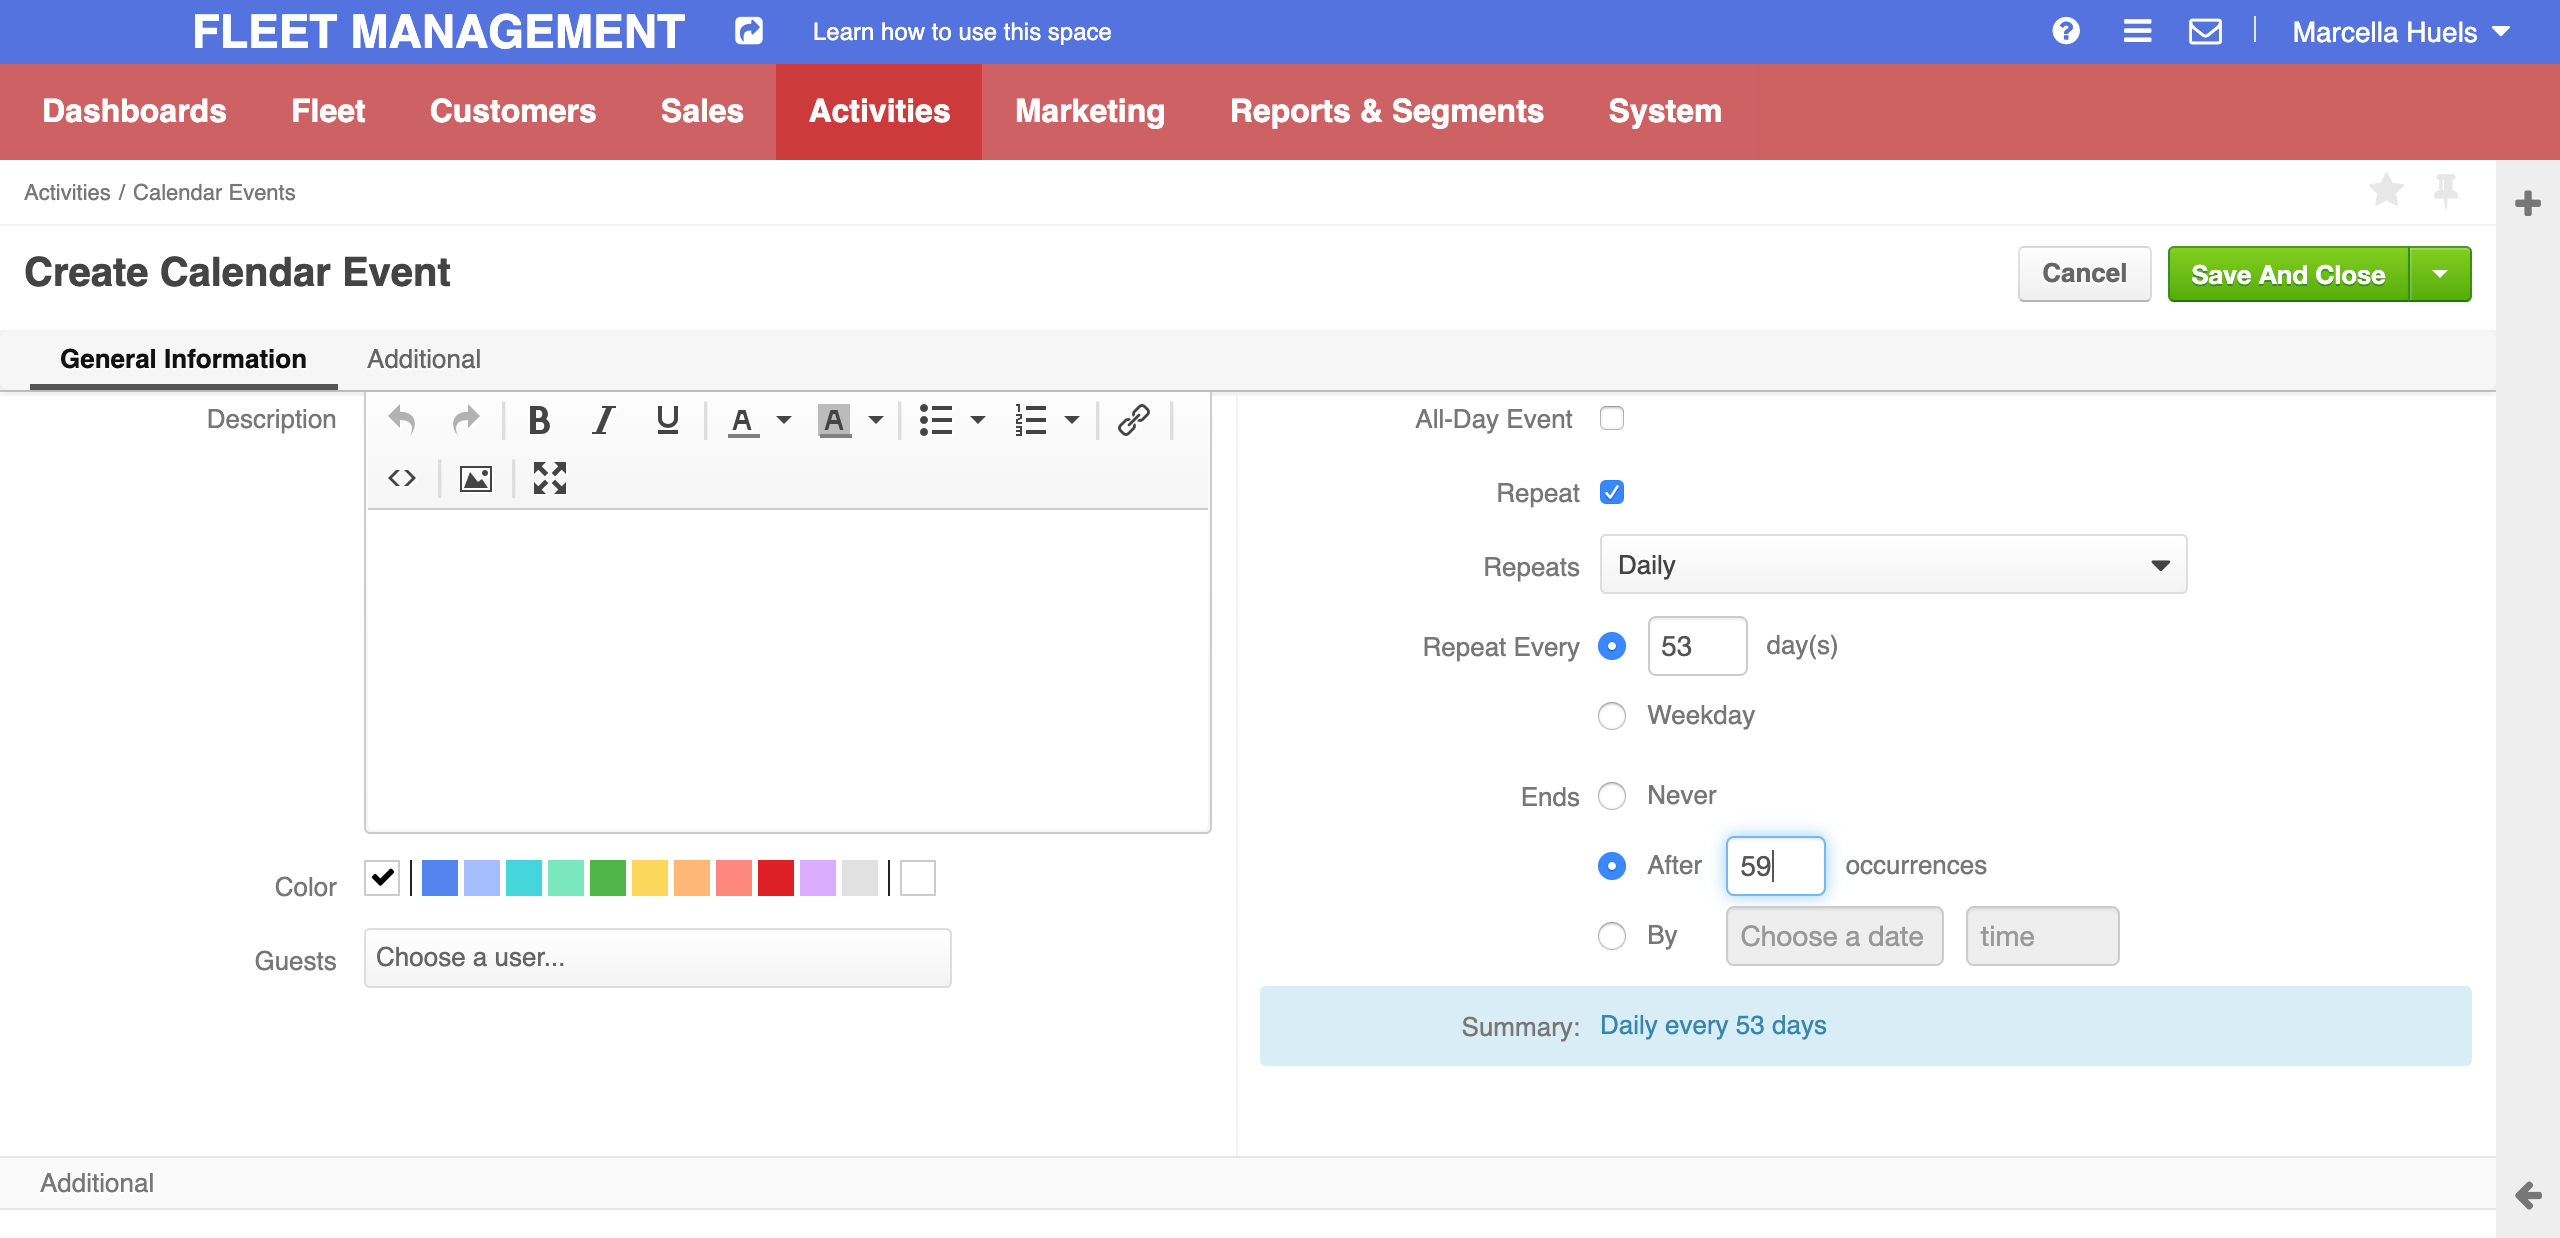 FLEET MANAGEMENT Learn how to use this space Marcella Huels
Dashboards Fleet Customers Sales Activities Marketing Reports & Segments System
Activities / Calendar Events
Create Calendar Event
Cancel Save And Close
General Information Additional
Description
B I U A A
Color
Guests Choose a user...
All-Day Event
Repeat
Repeats Daily
Repeat Every 53 day(s)
Weekday
Ends Never
After 59 occurrences
By Choose a date time
Summary: Daily every 53 days
Additional